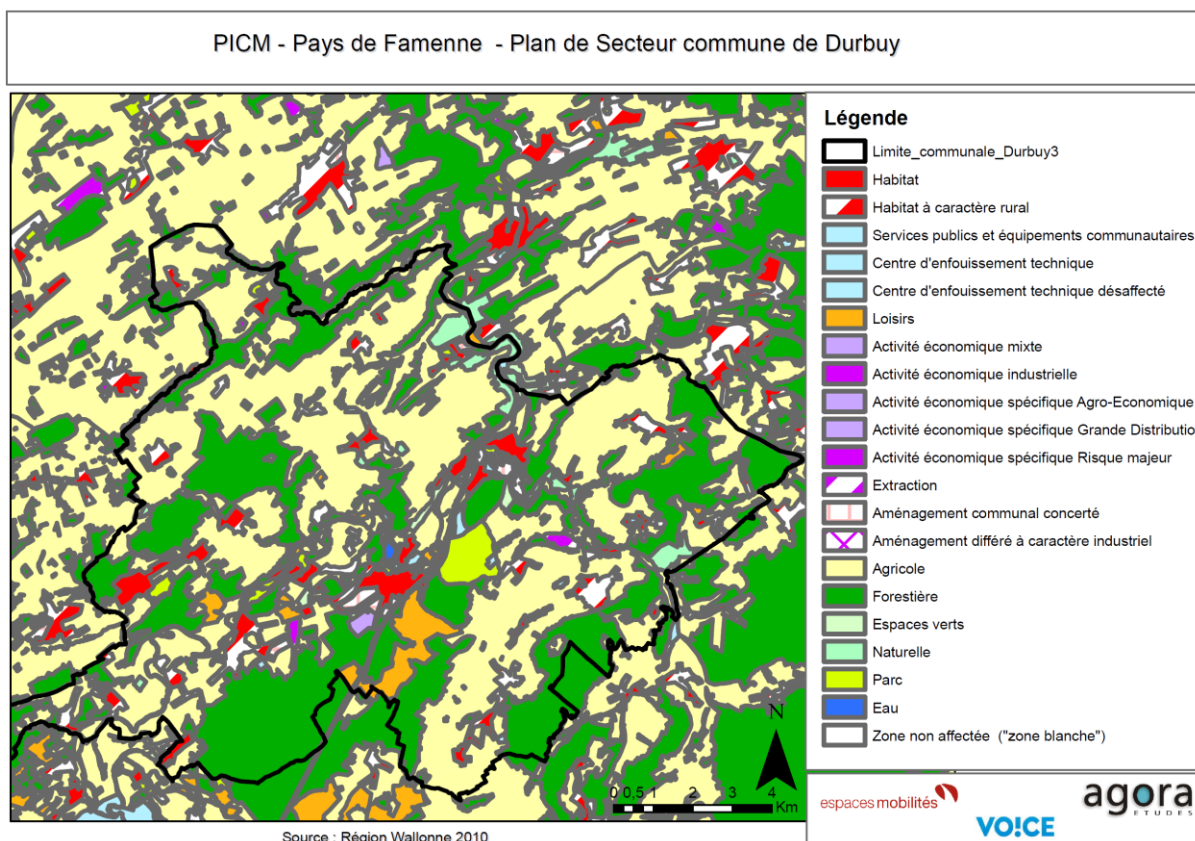 PICM - Pays de Famenne - Plan de Secteur commune de Durbuy
Légende
Limite_communale_Durbuy3
Habitat
Habitat à caractère rural
Services publics et équipements communautaires
Centre d'enfouissement technique
Centre d'enfouissement technique désaffecté
Loisirs
Activité économique mixte
Activité économique industrielle
Activité économique spécifique Agro-Economique
Activité économique spécifique Grande Distributio
Activité économique spécifique Risque majeur
Extraction
Aménagement communal concerté
Aménagement différé à caractère industriel
Agricole
Forestière
Espaces verts
Naturelle
Parc
Eau
Zone non affectée ("zone blanche")
N
0 0,5 1 2 3 4
Km
Source : Région Wallonne 2010
espacesmobilités
VO!CE
agora
ETUDES